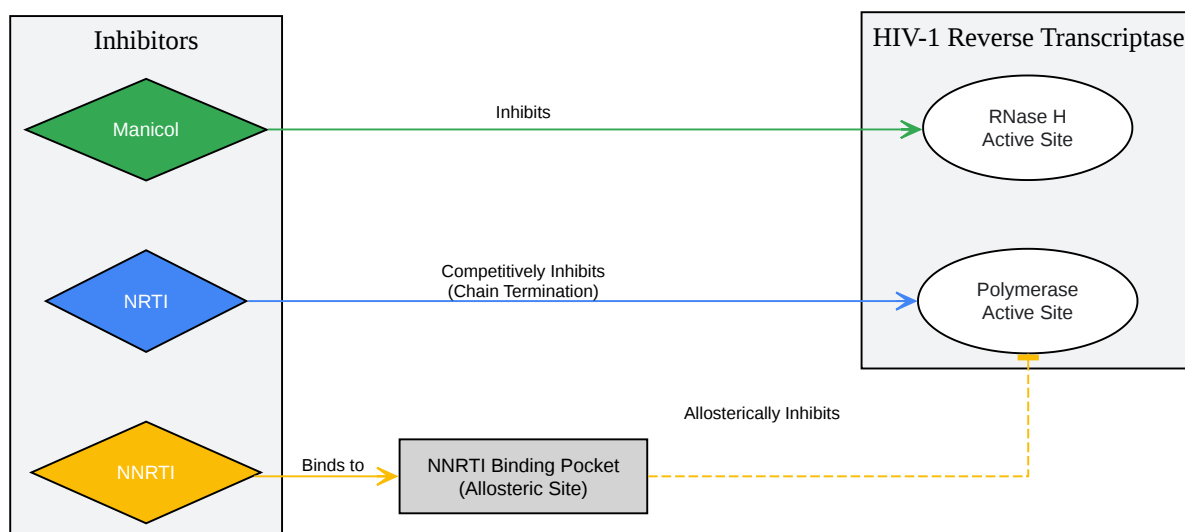 Inhibitors
HIV-1 Reverse Transcriptase
Manicol
Inhibits
RNase H
Active Site
NRTI
Competitively Inhibits
(Chain Termination)
Polymerase
Active Site
Allosterically Inhibits
NNRTI
Binds to
NNRTI Binding Pocket
(Allosteric Site)